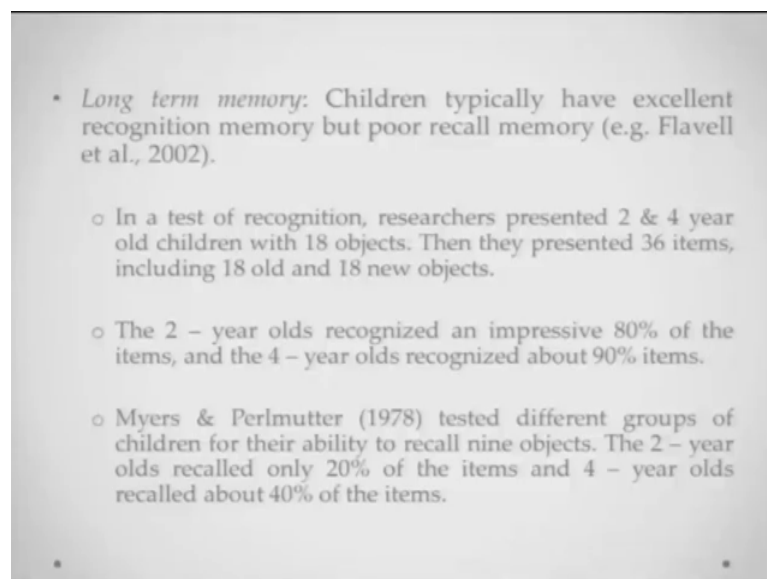 • Long term memory: Children typically have excellent
recognition memory but poor recall memory (e.g. Flavell
et al., 2002).
o In a test of recognition, researchers presented 2 & 4 year
old children with 18 objects. Then they presented 36 items,
including 18 old and 18 new objects.
o The 2 – year olds recognized an impressive 80% of the
items, and the 4 – year olds recognized about 90% items.
o Myers & Perlmutter (1978) tested different groups of
children for their ability to recall nine objects. The 2 – year
olds recalled only 20% of the items and 4 – year olds
recalled about 40% of the items.